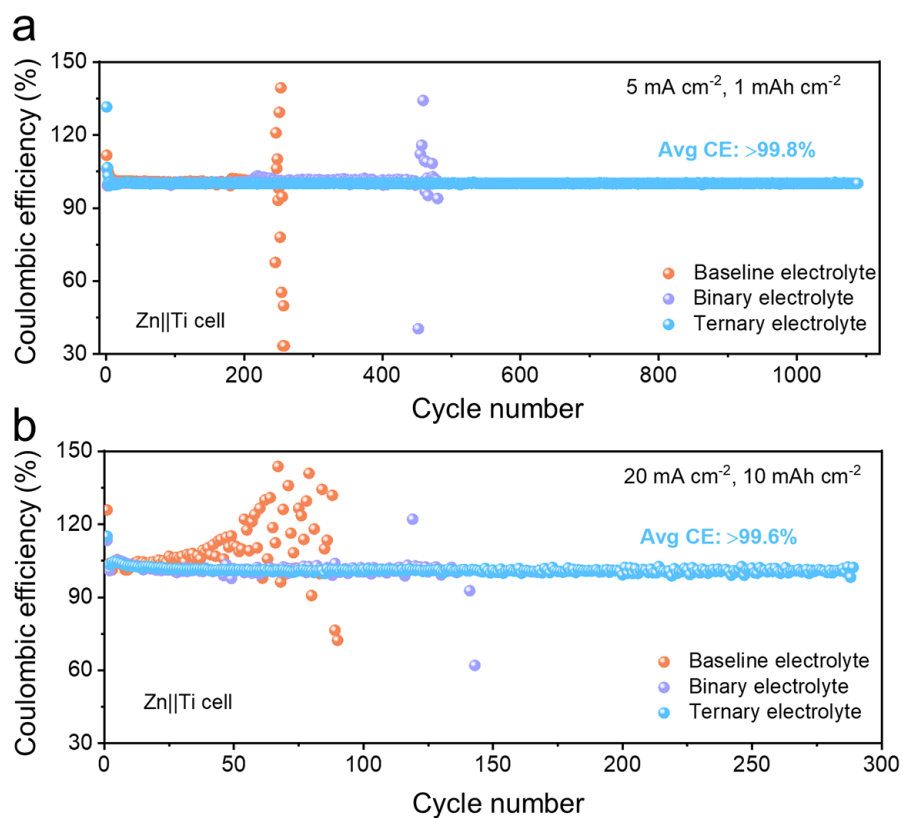 a
150
120
90
60
30
Coulombic efficiency (%)
5 mA cm⁻², 1 mAh cm⁻²
Avg CE: >99.8%
Baseline electrolyte
Binary electrolyte
Ternary electrolyte
Zn||Ti cell
0 200 400 600 800 1000
Cycle number
b
150
120
90
60
30
Coulombic efficiency (%)
20 mA cm⁻², 10 mAh cm⁻²
Avg CE: >99.6%
Baseline electrolyte
Binary electrolyte
Ternary electrolyte
Zn||Ti cell
0 50 100 150 200 250 300
Cycle number